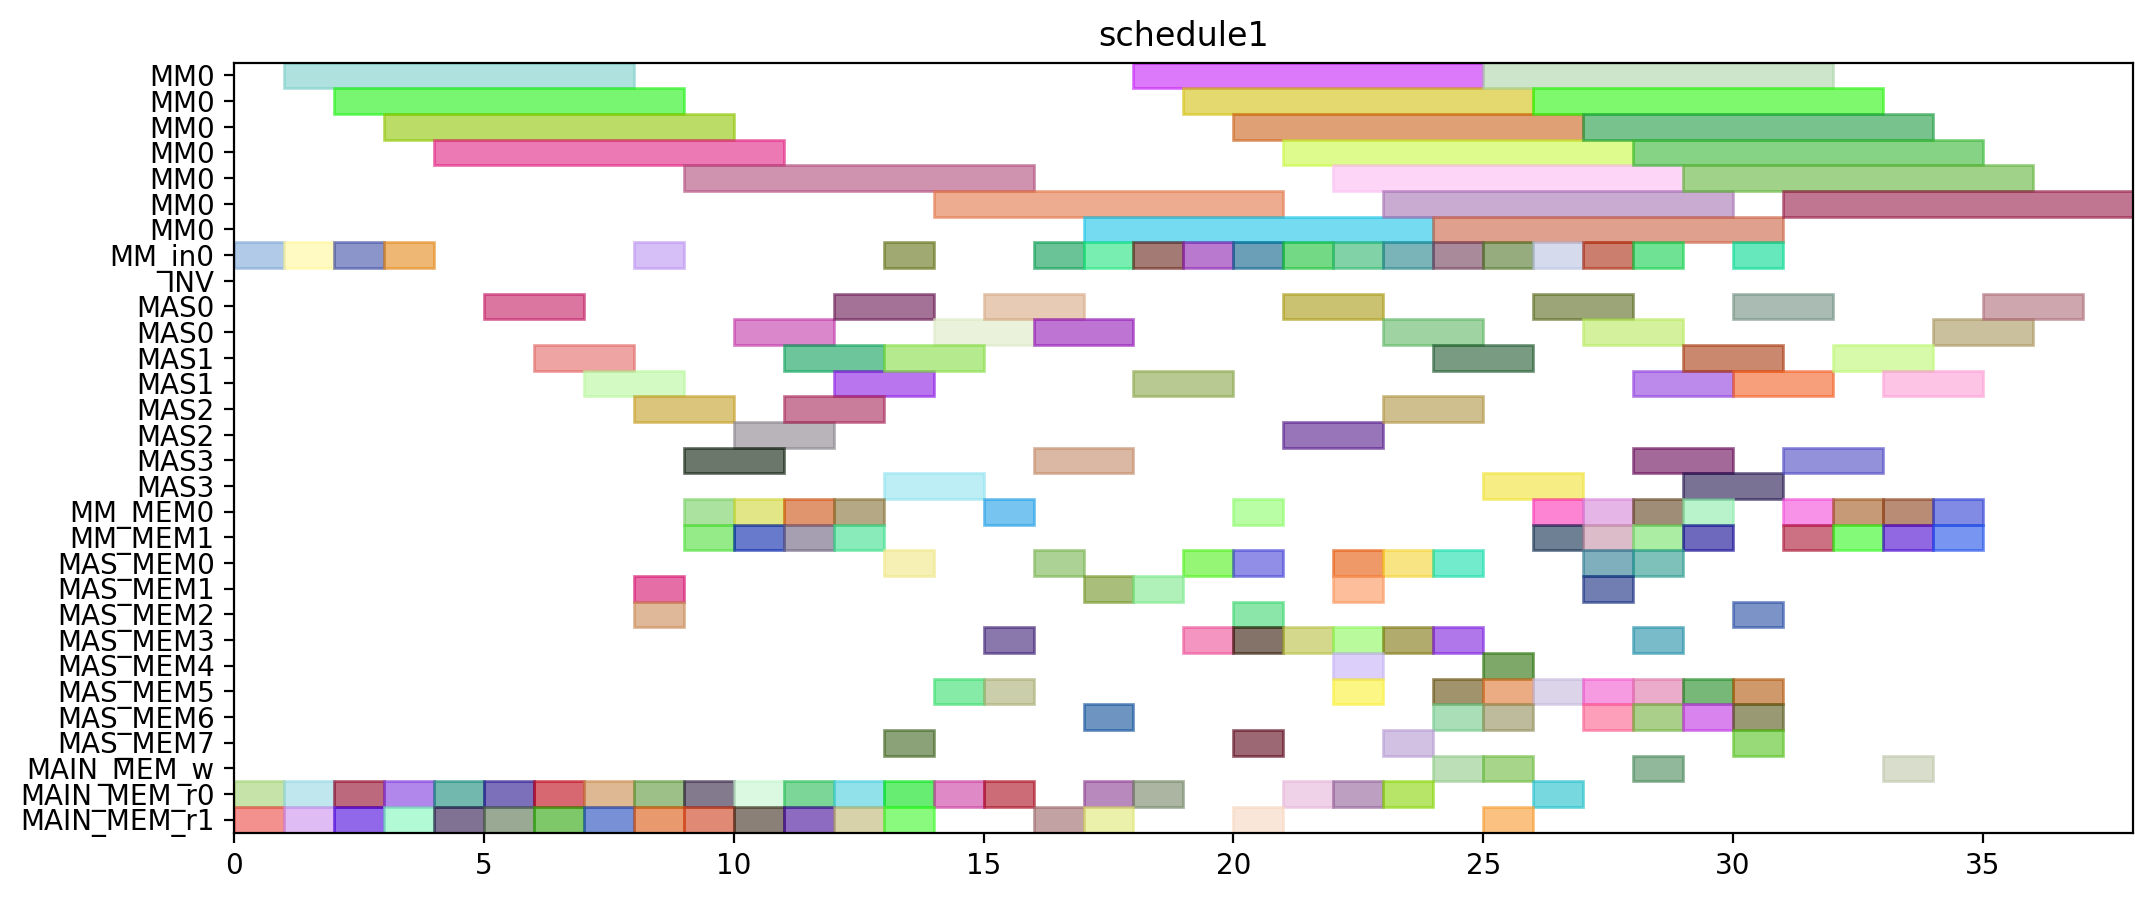 schedule1
MM0
MM0
MM0
MM0
MM0
MM0
MM0
MM_in0
INV
MAS0
MAS0
MAS1
MAS1
MAS2
MAS2
MAS3
MAS3
MM_MEM0
MM_MEM1
MAS_MEM0
MAS_MEM1
MAS_MEM2
MAS_MEM3
MAS_MEM4
MAS_MEM5
MAS_MEM6
MAS_MEM7
MAIN_MEM_w
MAIN_MEM_r0
MAIN_MEM_r1
0 5 10 15 20 25 30 35